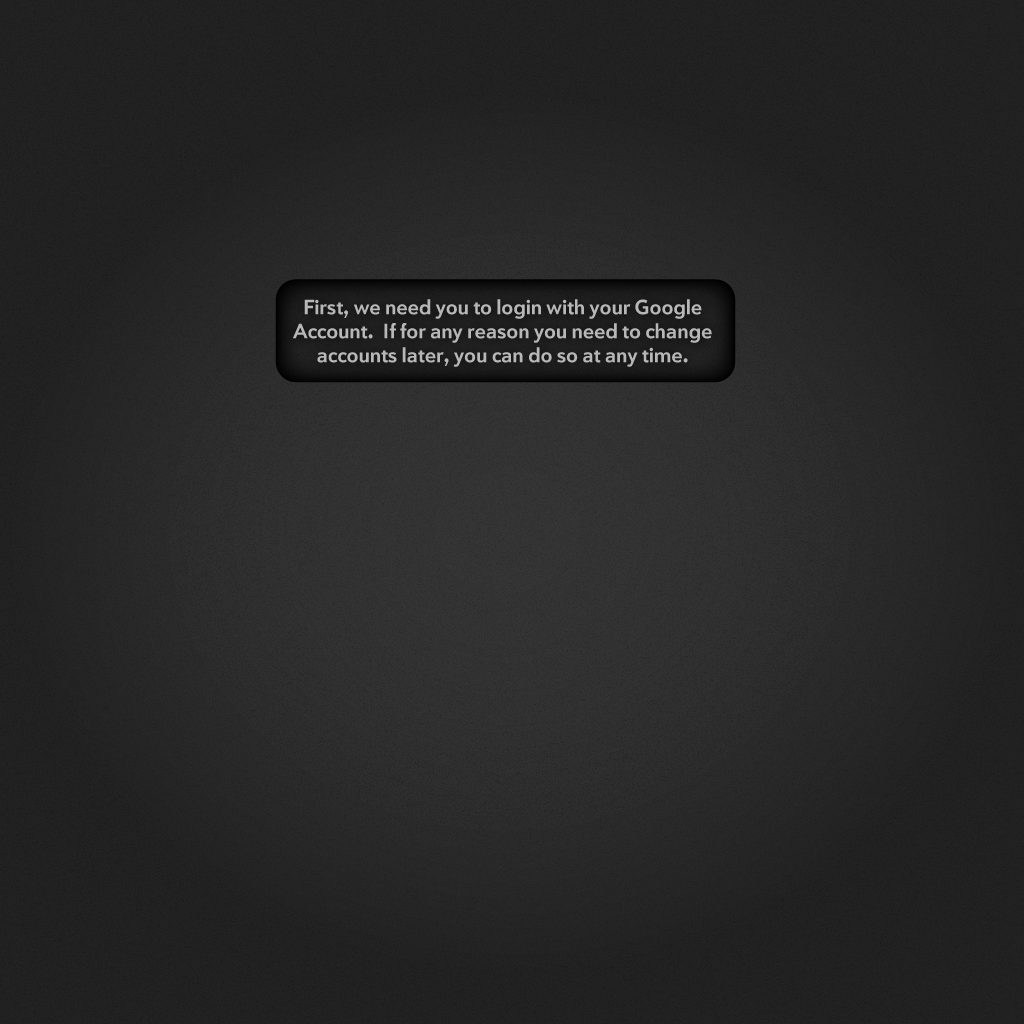 First, we need you to login with your Google
Account.  If for any reason you need to change
accounts later, you can do so at any time.